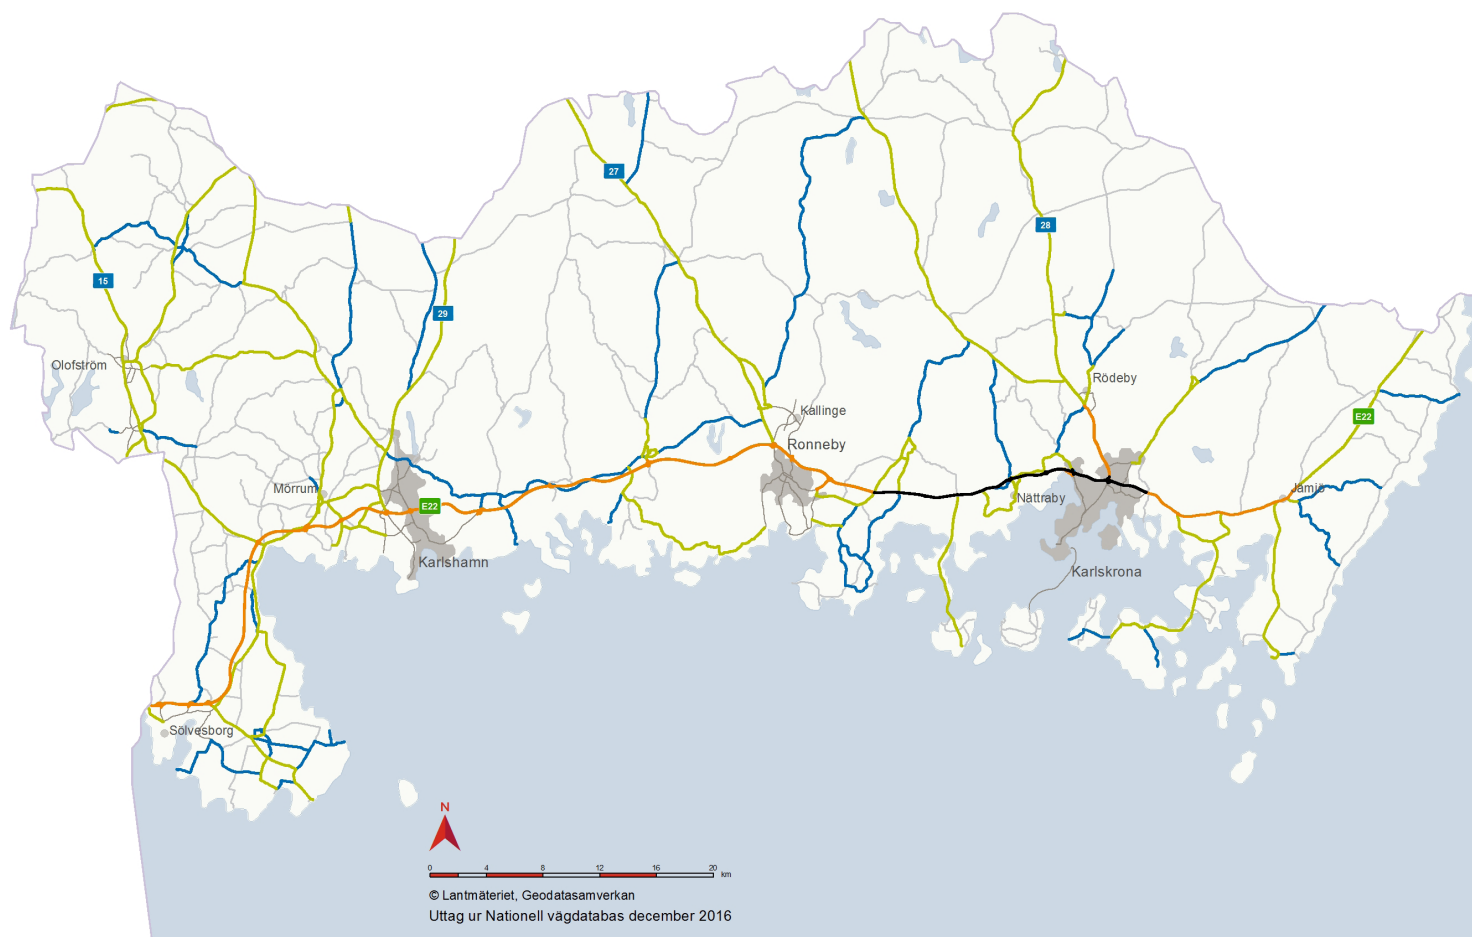 27
28
15
29
Olofström
Rödeby
Kallinge
E22
Ronneby
Mörrum
Jämjö
Nättraby
E22
Karlshamn
Karlskrona
Sölvesborg
N
0 4 8 12 16 20 km
© Lantmäteriet, Geodatasamverkan
Uttag ur Nationell vägdatabas december 2016